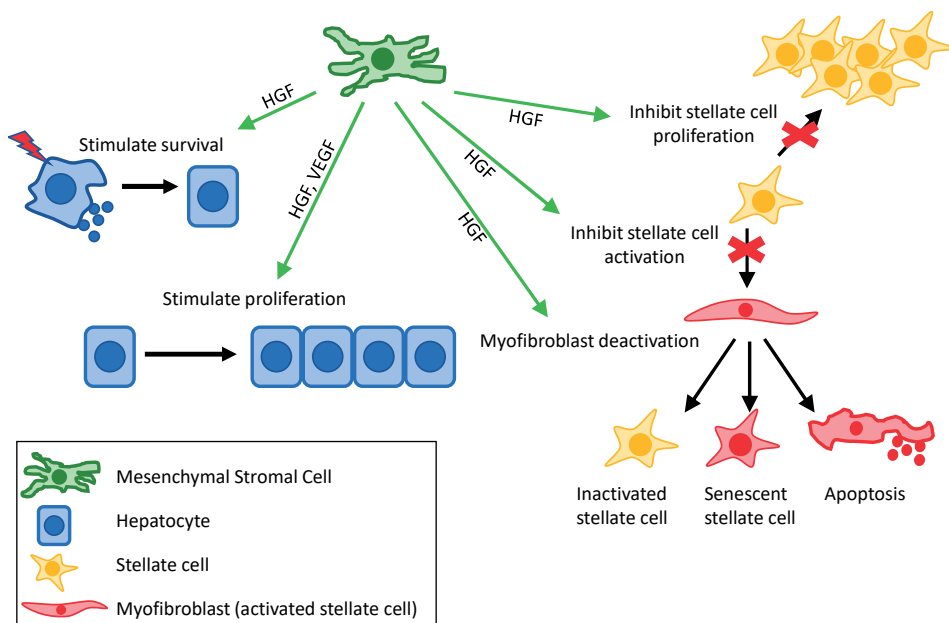 HGF
Stimulate survival
HGF, VEGF
HGF
HGF
HGF
Inhibit stellate cell
proliferation
Inhibit stellate cell
activation
Stimulate proliferation
Myofibroblast deactivation
Inactivated
stellate cell
Senescent
stellate cell
Apoptosis
Mesenchymal Stromal Cell
Hepatocyte
Stellate cell
Myofibroblast (activated stellate cell)